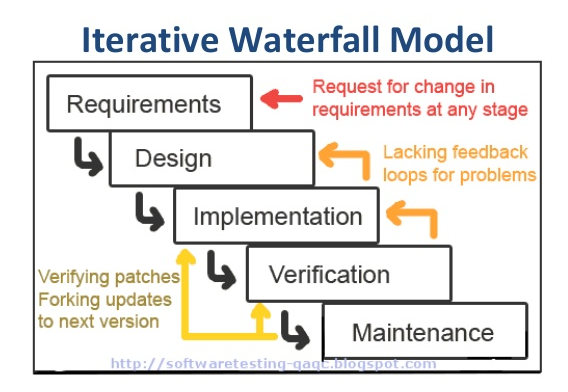 Iterative Waterfall Model
Requirements
Request for change in
requirements at any stage
Design
Lacking feedback
loops for problems
Implementation
Verification
Verifying patches
Forking updates
to next version
Maintenance
http://softwaretesting-qaqc.blogspot.com